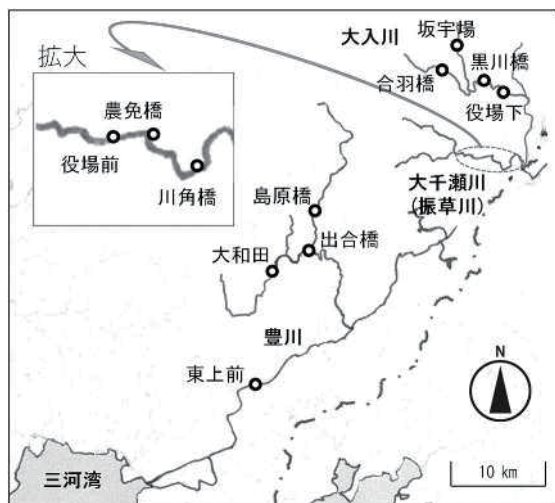 坂宇場
大入川
黒川橋
合羽橋
役場下
拡大
農免橋
役場前
川角橋
大千瀬川
(振草川)
島原橋
出合橋
大和田
豊川
東上前
N
三河湾
10 km